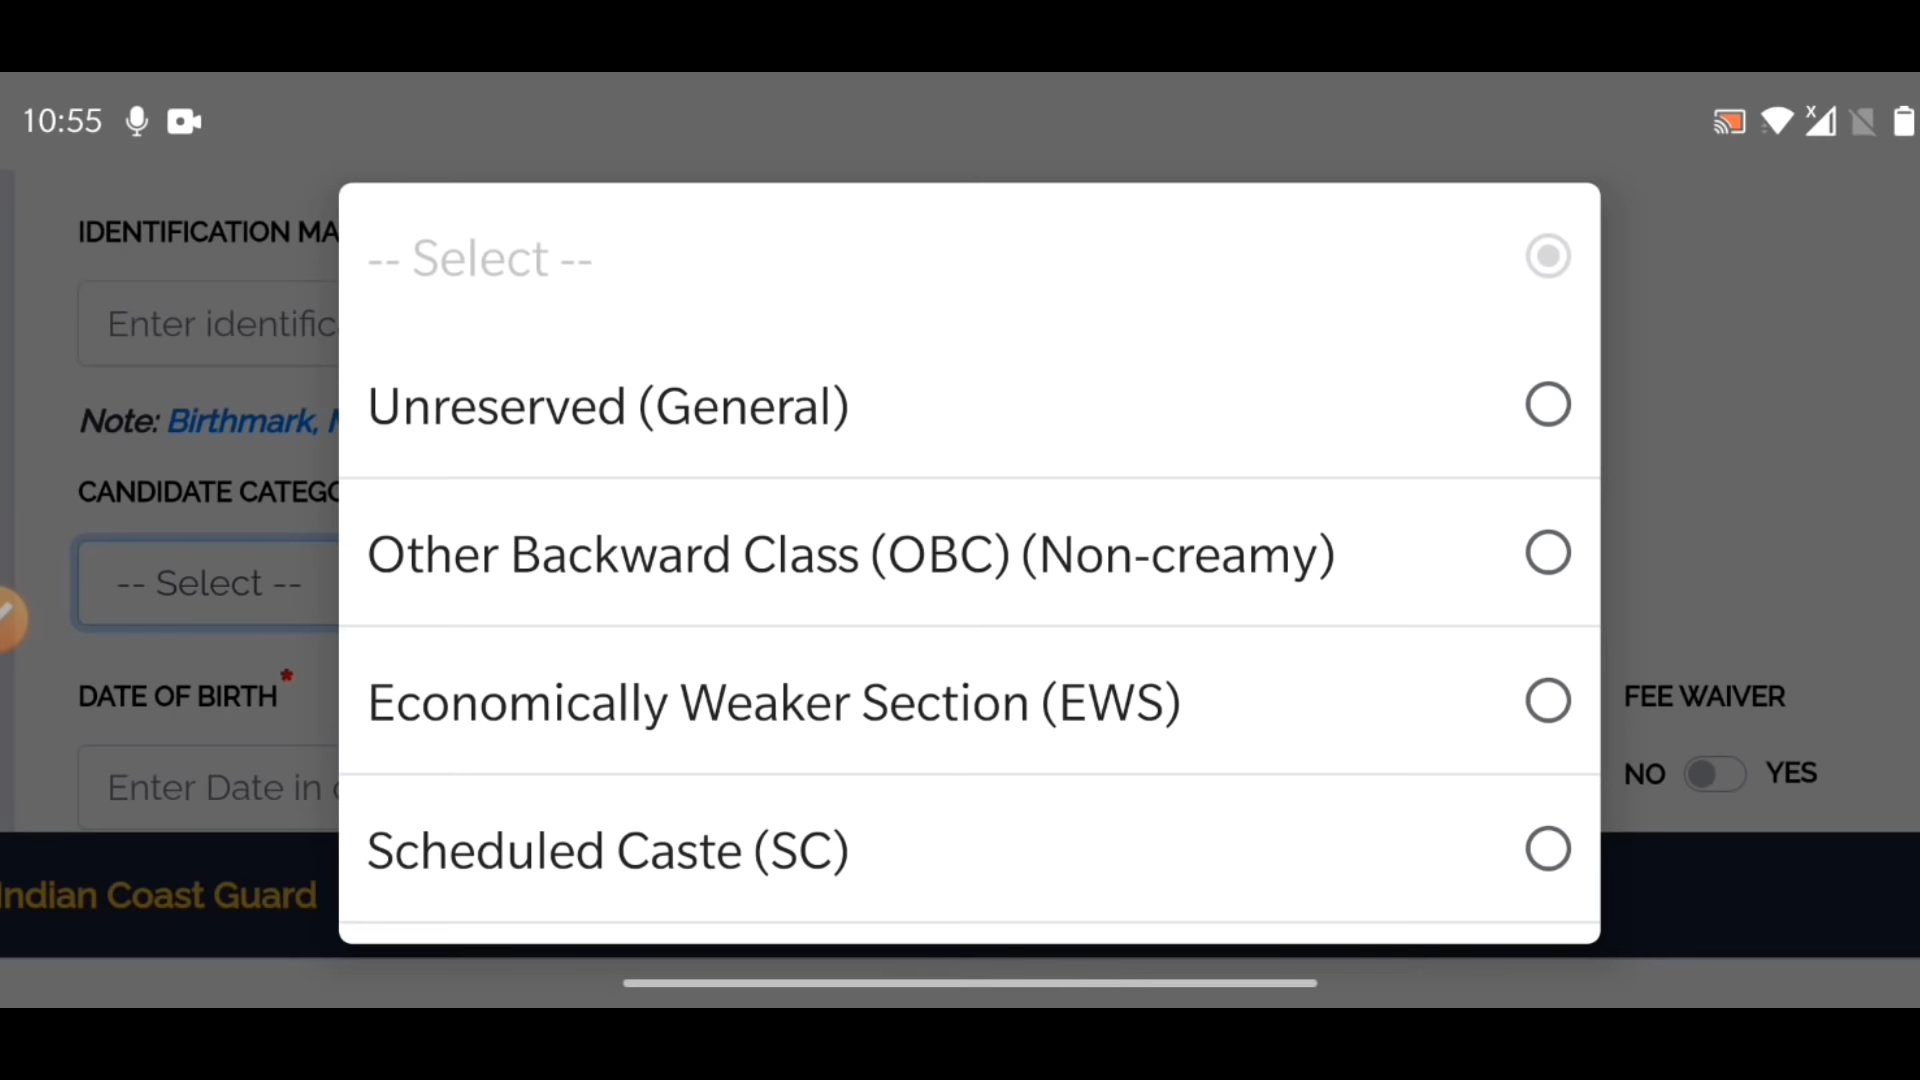 10:55
IDENTIFICATION MA
-- Select --
Enter identific
Unreserved (General)
Note: Birthmark,
CANDIDATE CATEGO
Other Backward Class (OBC) (Non-creamy)
-- Select --
Economically Weaker Section (EWS)
DATE OF BIRTH*
FEE WAIVER
Enter Date in
NO YES
Scheduled Caste (SC)
Indian Coast Guard